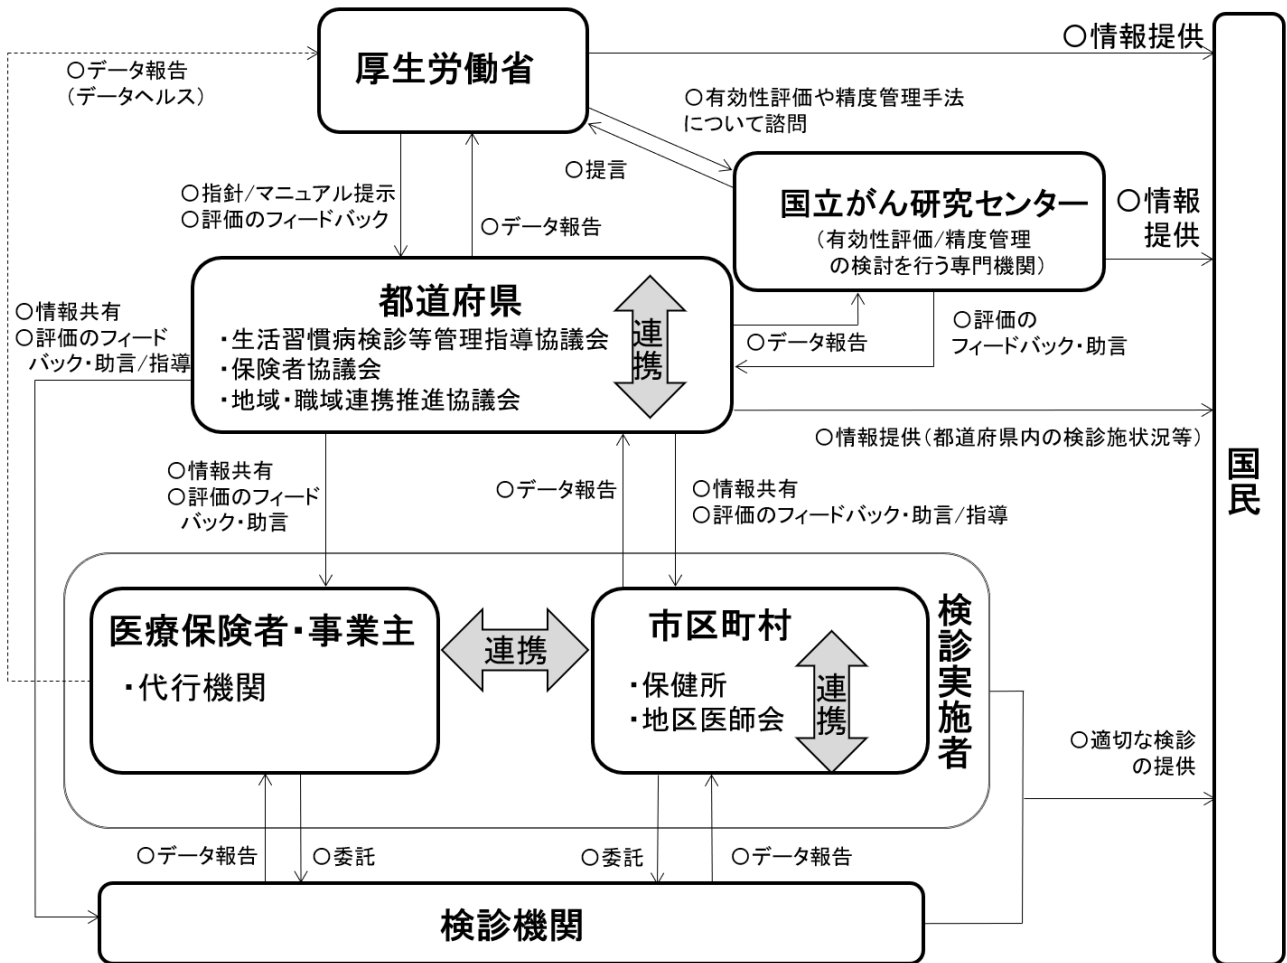 厚生労働省
○情報提供
○データ報告
(データヘルス)
○有効性評価や精度管理手法
について諮問
○提言
○指針/マニュアル提示
○評価のフィードバック
○データ報告
国立がん研究センター
(有効性評価/精度管理
の検討を行う専門機関)
○情報
提供
都道府県
・生活習慣病検診等管理指導協議会
・保険者協議会
・地域・職域連携推進協議会
連携
○情報共有
○評価のフィード
バック・助言/指導
○データ報告
○評価の
フィードバック・助言
○情報提供(都道府県内の検診施状況等)
国民
○情報共有
○評価のフィード
バック・助言
○データ報告
○情報共有
○評価のフィードバック・助言/指導
医療保険者・事業主
・代行機関
連携
市区町村
・保健所
・地区医師会
連携
検診実施者
○適切な検診
の提供
○データ報告
○委託
○委託
○データ報告
検診機関